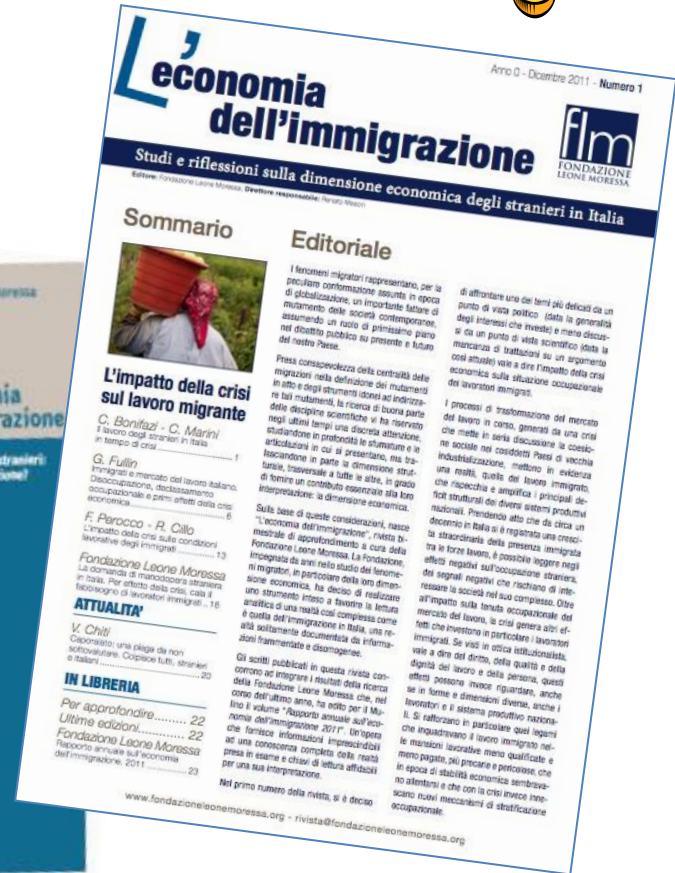 Anno 0 - Dicembre 2011 - Numero 1
L'economia
dell'immigrazione
flm
FONDAZIONE
LEONE MORESSA
Studi e riflessioni sulla dimensione economica degli stranieri in Italia
Editore: Fondazione Leone Moressa, Direttore responsabile: Renato Mason
Sommario
L'impatto della crisi
sul lavoro migrante
C. Bonifazi - C. Marini
Il lavoro degli stranieri in Italia
in tempo di crisi ..................... 1
G. Fullin
Immigrati e mercato del lavoro italiano.
Disoccupazione, declassamento
occupazionale e primi effetti della crisi
economica ..................... 6
F. Perocco - R. Cillo
L'impatto della crisi sulle condizioni
lavorative degli immigrati ............ 13
Fondazione Leone Moressa
La domanda di manodopera straniera
in Italia. Per effetto della crisi, cala il
fabbisogno di lavoratori immigrati .. 16
ATTUALITA'
V. Chiti
Caporalato: una piaga da non
sottovalutare. Colpisce tutti, stranieri
e italiani ..................... 20
IN LIBRERIA
Per approfondire......... 22
Ultime edizioni............ 22
Fondazione Leone Moressa
Rapporto annuale sull'economia
dell'immigrazione, 2011 ............ 23
Editoriale
I fenomeni migratori rappresentano, per la
peculiare conformazione assunta in epoca
di globalizzazione, un importante fattore di
mutamento delle società contemporanee,
assumendo un ruolo di primissimo piano
nel dibattito pubblico su presente e futuro
del nostro Paese.
Presa consapevolezza della centralità delle
migrazioni nella definizione dei mutamenti
in atto e degli strumenti idonei ad indirizza-
re tali mutamenti, la ricerca di buona parte
delle discipline scientifiche vi ha riservato
negli ultimi tempi una discreta attenzione,
studiandone in profondità le sfumature e le
articolazioni in cui si presentano, ma tra-
lasciandone in parte la dimensione strut-
turale, trasversale a tutte le altre, in grado
di fornire un contributo essenziale alla loro
interpretazione: la dimensione economica.
Sulla base di queste considerazioni, nasce
"L'economia dell'immigrazione", rivista bi-
mestrale di approfondimento a cura della
Fondazione Leone Moressa. La Fondazione,
impegnata da anni nello studio dei fenome-
ni migratori, in particolare della loro dimen-
sione economica, ha deciso di realizzare
uno strumento inteso a favorire la lettura
analitica di una realtà così complessa come
è quella dell'immigrazione in Italia, una re-
altà solitamente documentata da informa-
zioni frammentate e disomogenee.
Gli scritti pubblicati in questa rivista con-
corrono ad integrare i risultati della ricerca
della Fondazione Leone Moressa che, nel
corso dell'ultimo anno, ha edito per il Mu-
lino il volume "Rapporto annuale sull'eco-
nomia dell'immigrazione 2011". Un'opera
che fornisce informazioni imprescindibili
ad una conoscenza completa della realtà
presa in esame e chiavi di lettura affidabili
per una sua interpretazione.
Nel primo numero della rivista, si è deciso
di affrontare uno dei temi più delicati da un
punto di vista politico (data la generalità
degli interessi che investe) e meno discus-
si da un punto di vista scientifico (data la
mancanza di trattazioni su un argomento
così attuale) vale a dire l'impatto della crisi
economica sulla situazione occupazionale
dei lavoratori immigrati.
I processi di trasformazione del mercato
del lavoro in corso, generati da una crisi
che mette in seria discussione la coesio-
ne sociale nei cosiddetti Paesi di vecchia
industrializzazione, mettono in evidenza
una realtà, quella del lavoro immigrato,
che rispecchia e amplifica i principali de-
ficit strutturali dei diversi sistemi produttivi
nazionali. Prendendo atto che da circa un
decennio in Italia si è registrata una cresci-
ta straordinaria della presenza immigrata
tra le forze lavoro, è possibile leggere negli
effetti negativi sull'occupazione straniera,
dei segnali negativi che rischiano di inte-
ressare la società nel suo complesso. Oltre
all'impatto sulla tenuta occupazionale del
mercato del lavoro, la crisi genera altri ef-
fetti che investono in particolare i lavoratori
immigrati. Se visti in ottica istituzionalista,
vale a dire del diritto, della qualità e della
dignità del lavoro e della persona, questi
effetti possono invece riguardare, anche
se in forme e dimensioni diverse, anche i
lavoratori e il sistema produttivo naziona-
li. Si rafforzano in particolare quei legami
che inquadravano il lavoro immigrato nel-
le mansioni lavorative meno qualificate e
meno pagate, più precarie e pericolose, che
in epoca di stabilità economica sembrava-
no allentarsi e che con la crisi invece inne-
scano nuovi meccanismi di stratificazione
occupazionale.
www.fondazioneleonemoressa.org - rivista@fondazioneleonemoressa.org